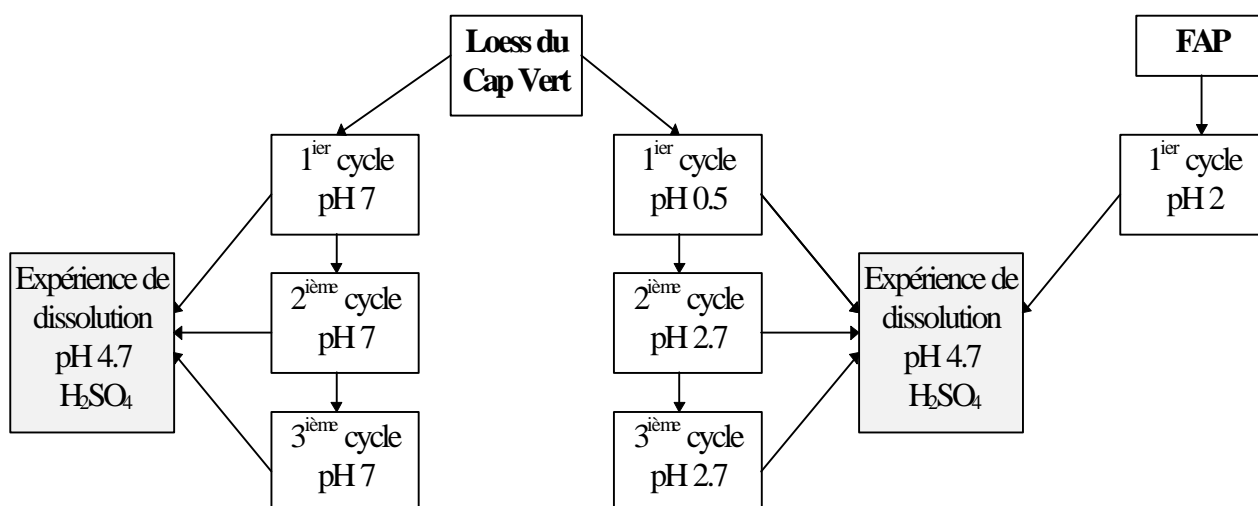 Loess du
Cap Vert
FAP
1ier cycle
pH 7
1ier cycle
pH 0.5
1ier cycle
pH 2
Expérience de
dissolution
pH 4.7
H₂SO₄
2ième cycle
pH 7
2ième cycle
pH 2.7
Expérience de
dissolution
pH 4.7
H₂SO₄
3ième cycle
pH 7
3ième cycle
pH 2.7